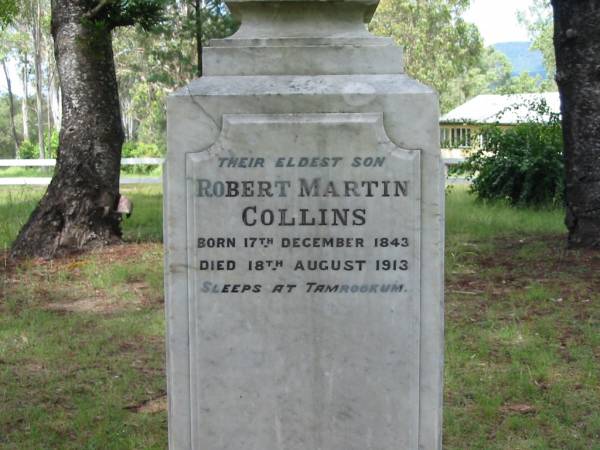 THEIR ELDEST SON
ROBERT MARTIN
COLLINS
BORN 17TH DECEMBER 1843
DIED 18TH AUGUST 1913
SLEEPS AT TAMROOKUM.